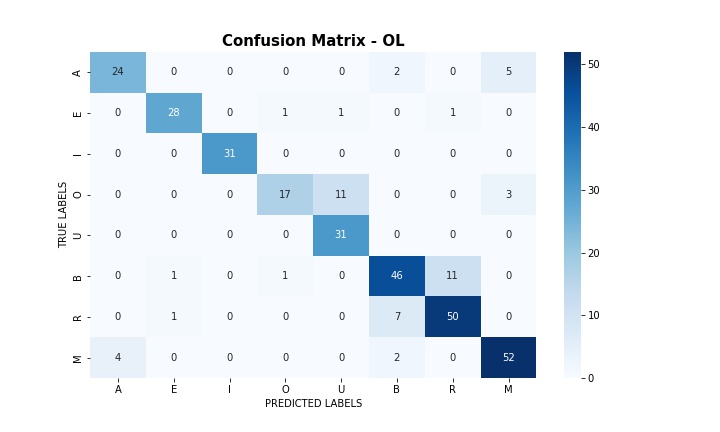 Confusion Matrix - OL
TRUE LABELS
A 24 0 0 0 0 2 0 5
E 0 28 0 1 1 0 1 0
I 0 0 31 0 0 0 0 0
O 0 0 0 17 11 0 0 3
U 0 0 0 0 31 0 0 0
B 0 1 0 1 0 46 11 0
R 0 1 0 0 0 7 50 0
M 4 0 0 0 0 2 0 52
A E I O U B R M
PREDICTED LABELS
50
40
30
20
10
0